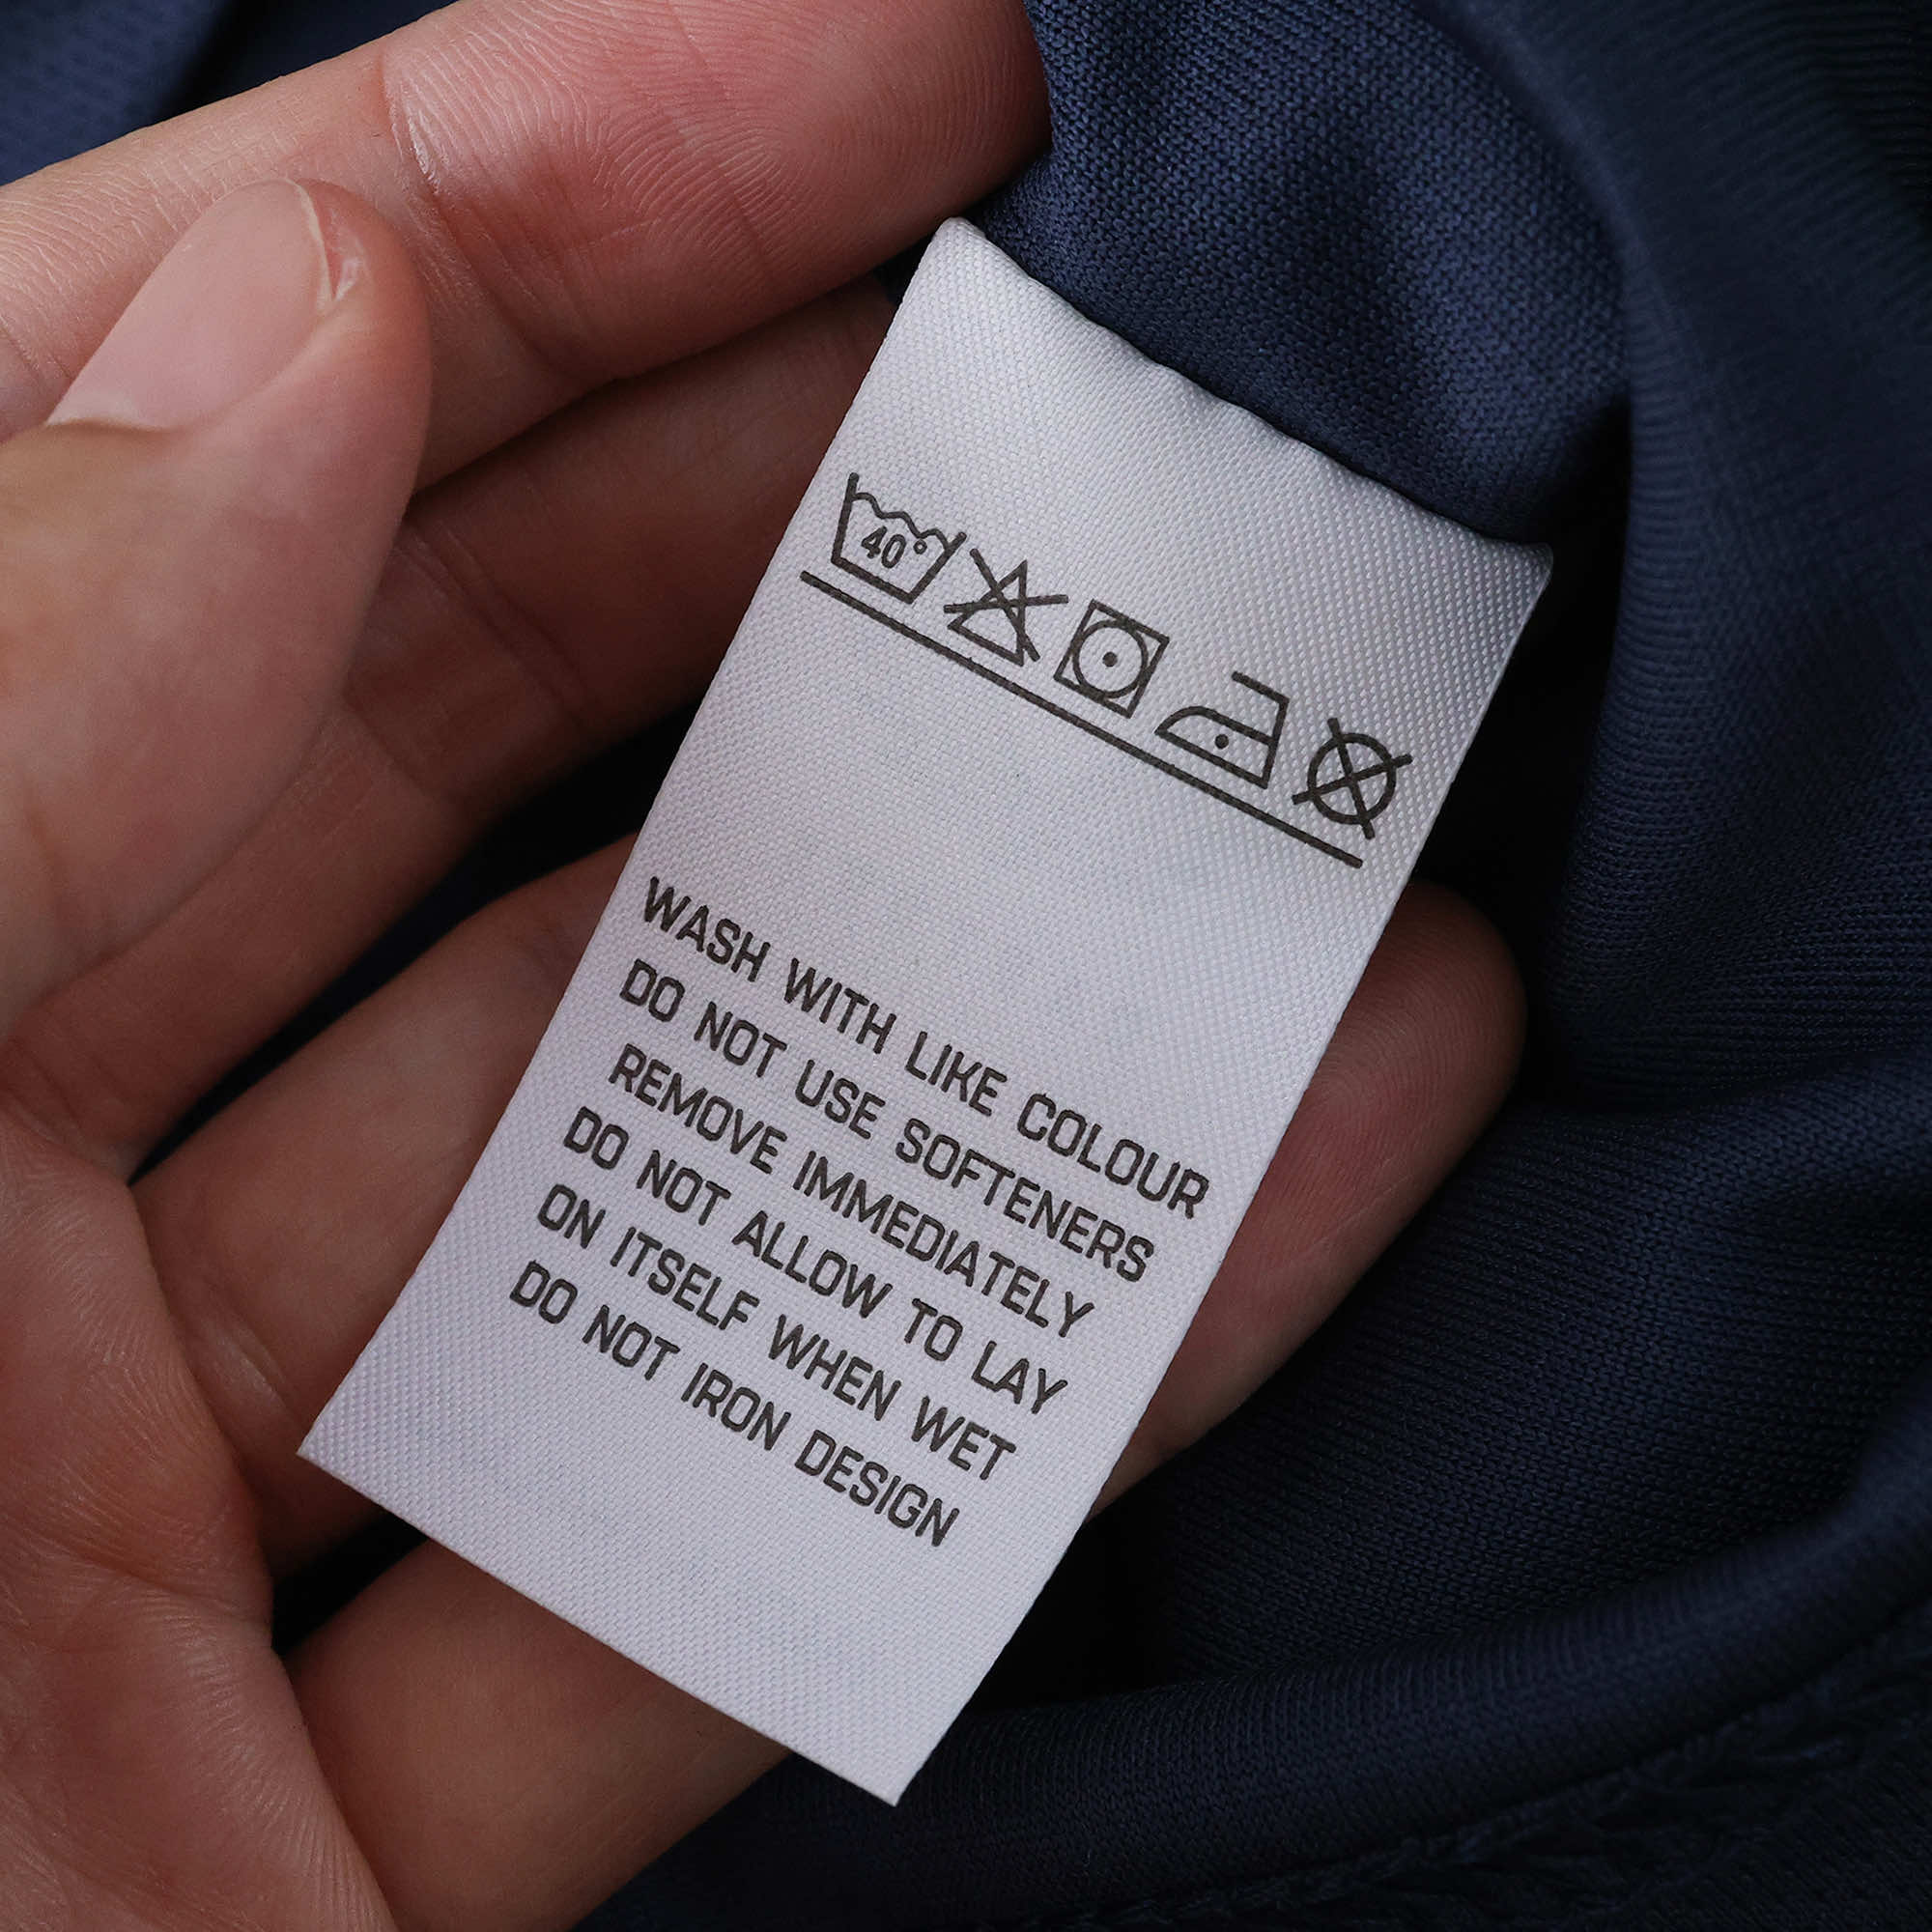 40°
WASH WITH LIKE COLOUR
DO NOT USE SOFTENERS
REMOVE IMMEDIATELY
DO NOT ALLOW TO LAY
ON ITSELF WHEN WET
DO NOT IRON DESIGN